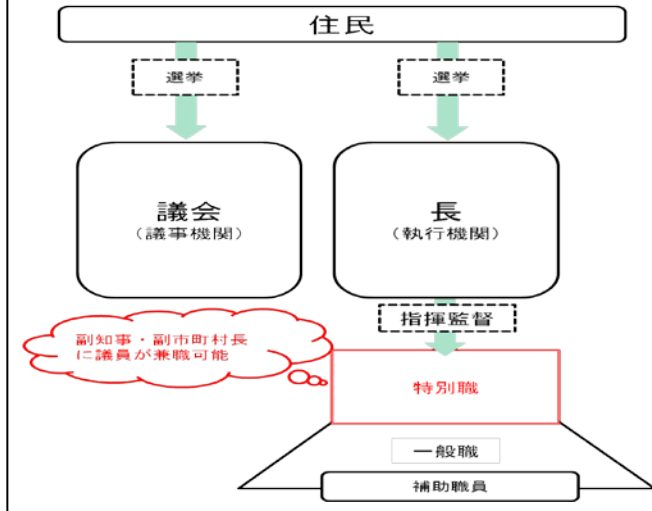 住民
選挙
選挙
議会
（議事機関）
長
（執行機関）
指揮監督
副知事・副市町村長
に議員が兼職可能
特別職
一般職
補助職員